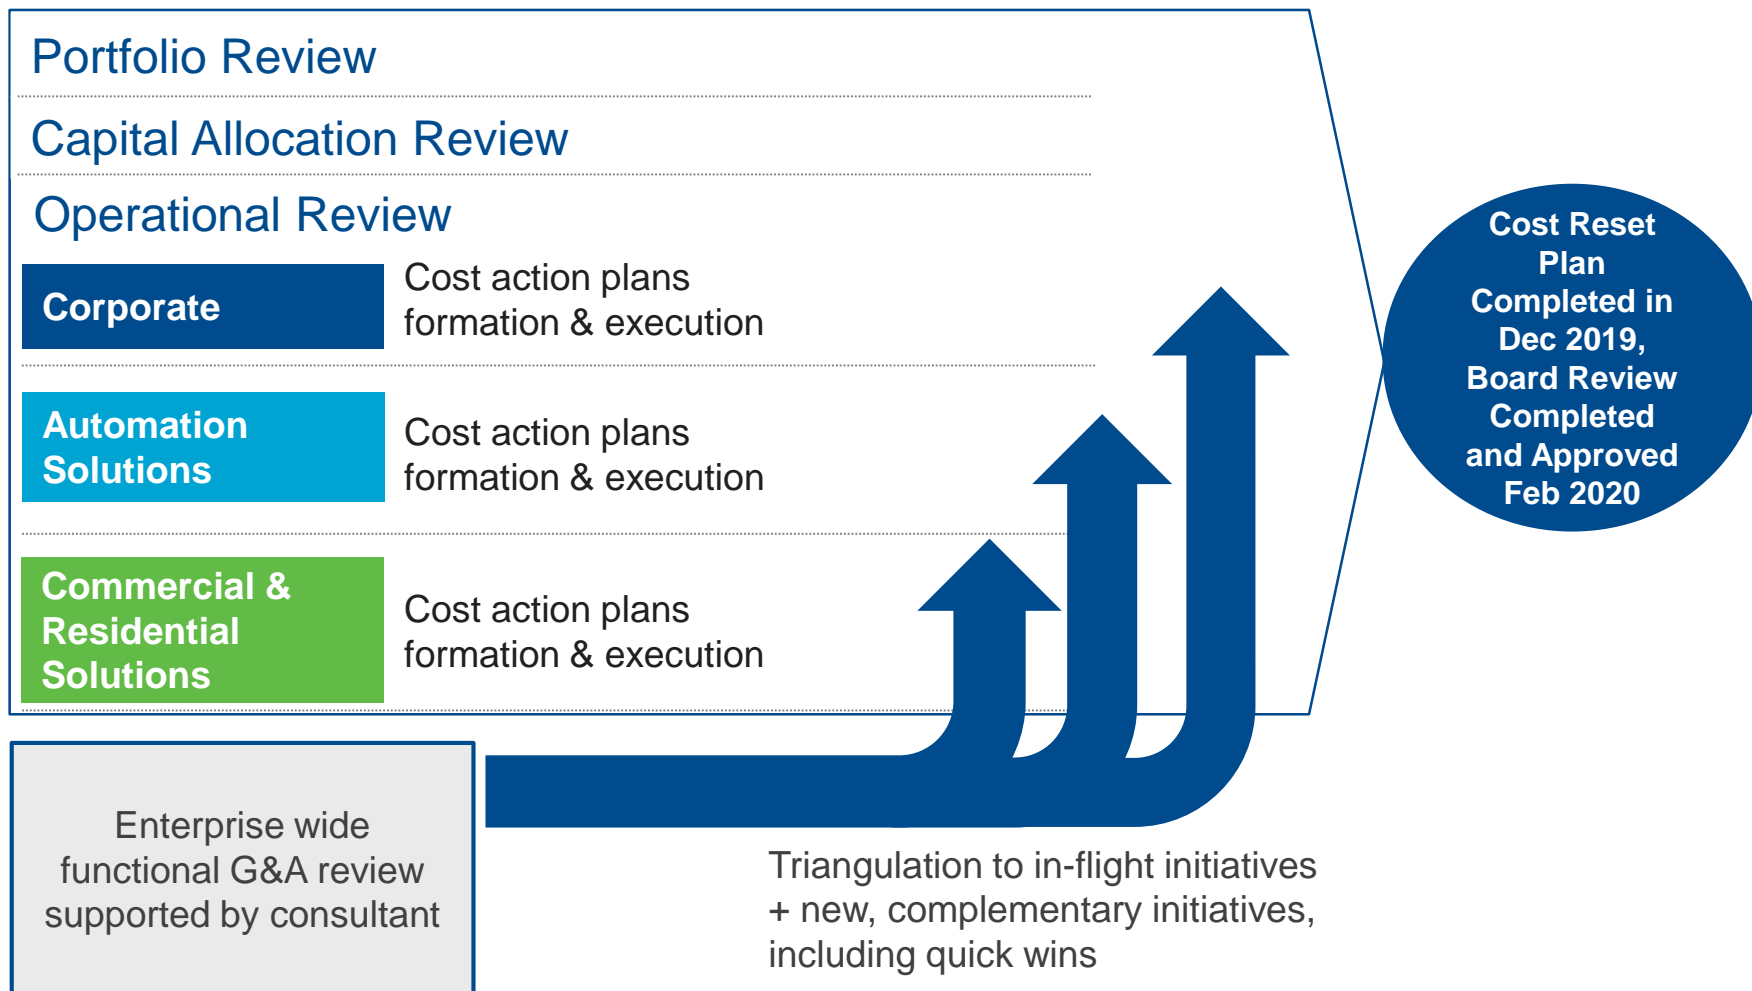 Portfolio Review
Capital Allocation Review
Operational Review
Corporate
Cost action plans
formation & execution
Automation
Solutions
Cost action plans
formation & execution
Commercial &
Residential
Solutions
Cost action plans
formation & execution
Cost Reset
Plan
Completed in
Dec 2019,
Board Review
Completed
and Approved
Feb 2020
Enterprise wide
functional G&A review
supported by consultant
Triangulation to in-flight initiatives
+ new, complementary initiatives,
including quick wins